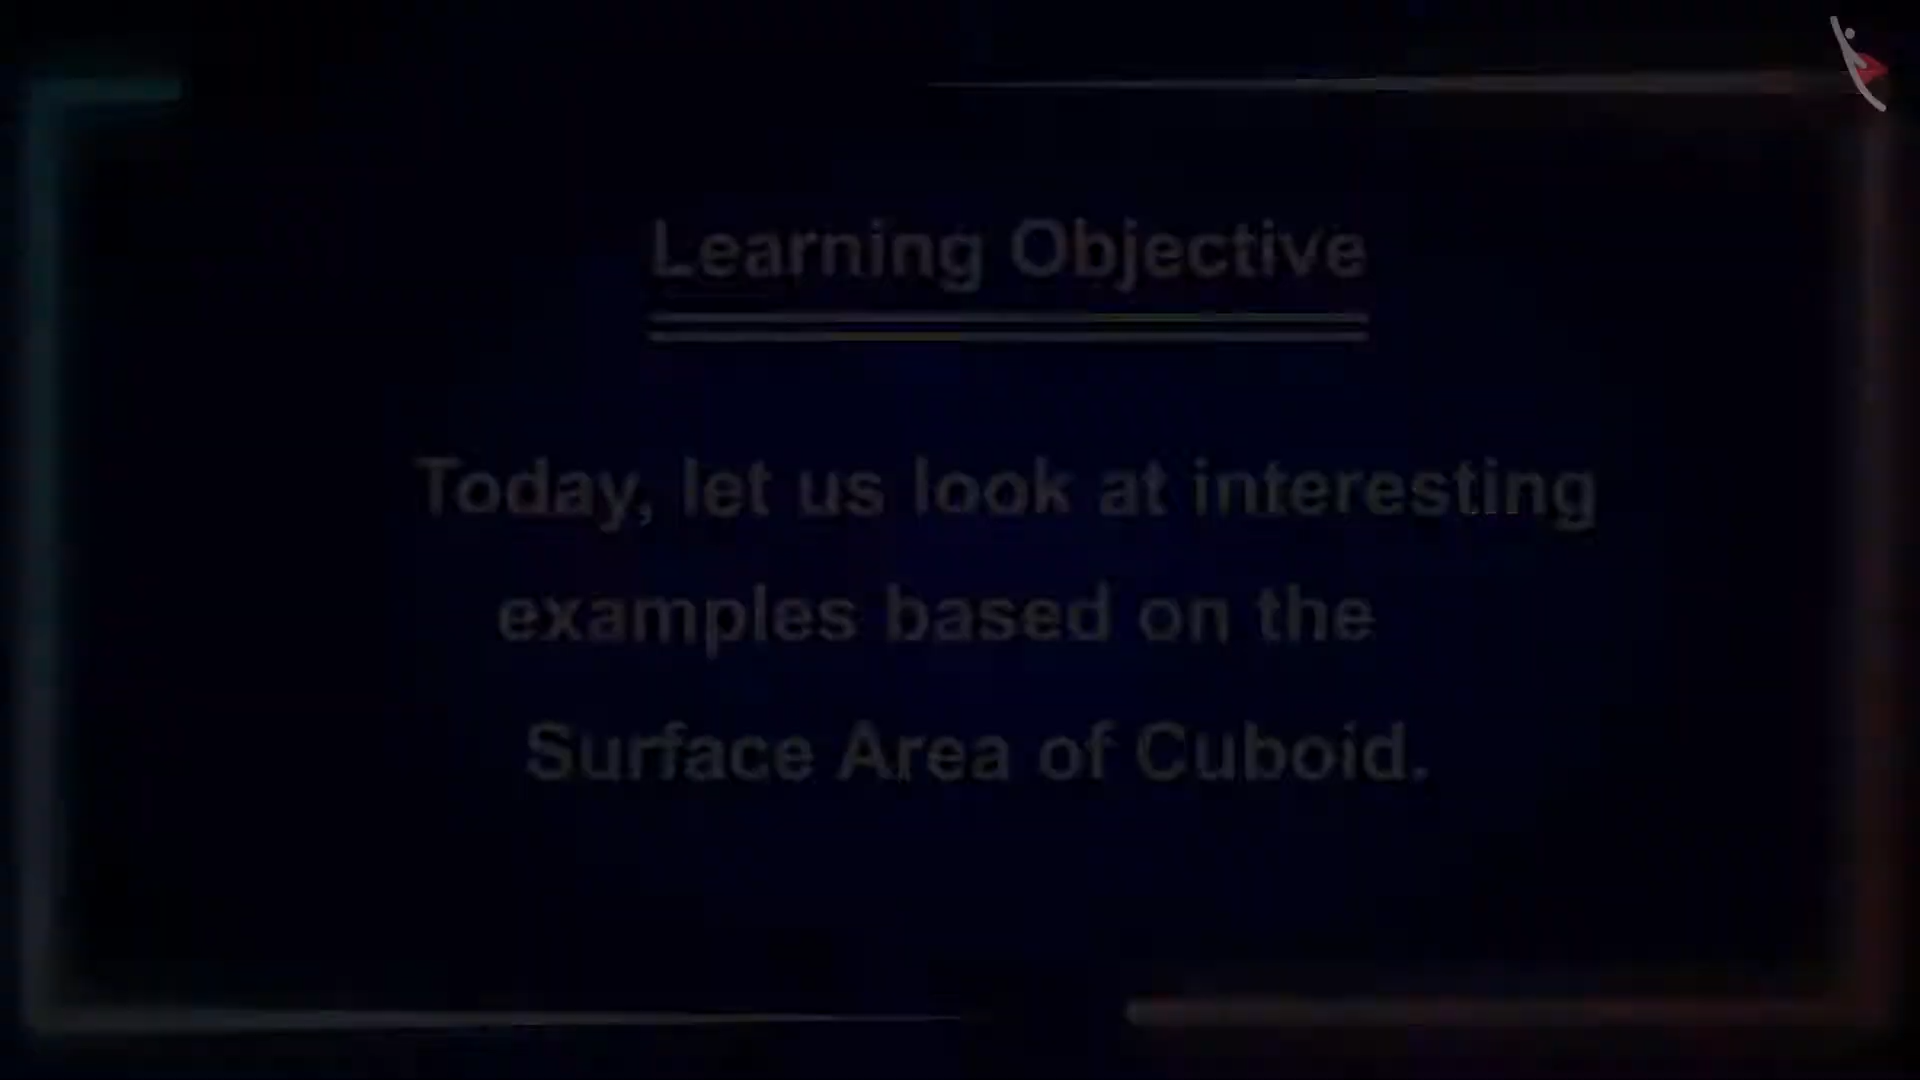 Learning Objective
Today, let us look at interesting
examples based on the
Surface Area of Cuboid.